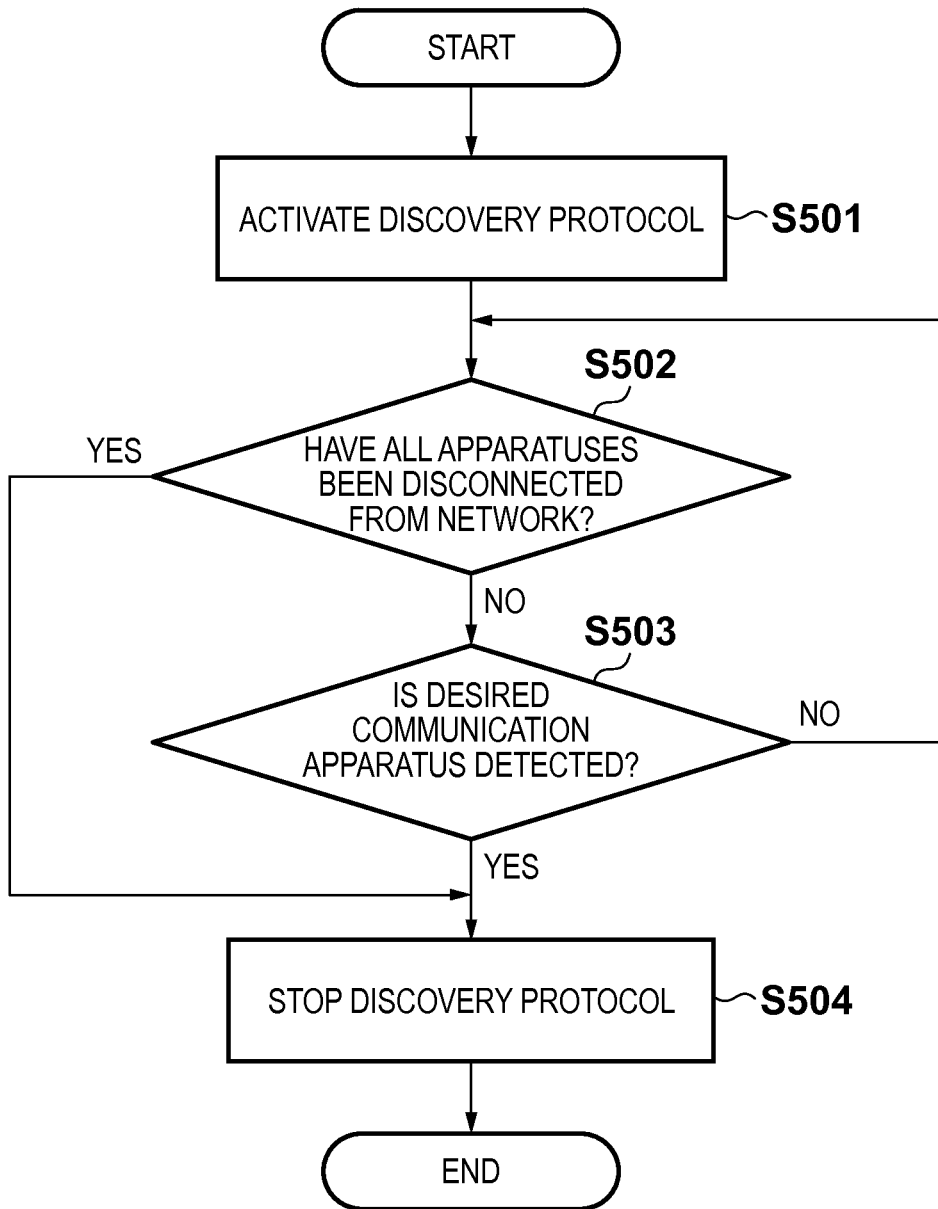 START
ACTIVATE DISCOVERY PROTOCOL
S501
S502
YES
HAVE ALL APPARATUSES
BEEN DISCONNECTED
FROM NETWORK?
NO
S503
IS DESIRED
COMMUNICATION
APPARATUS DETECTED?
NO
YES
STOP DISCOVERY PROTOCOL
S504
END